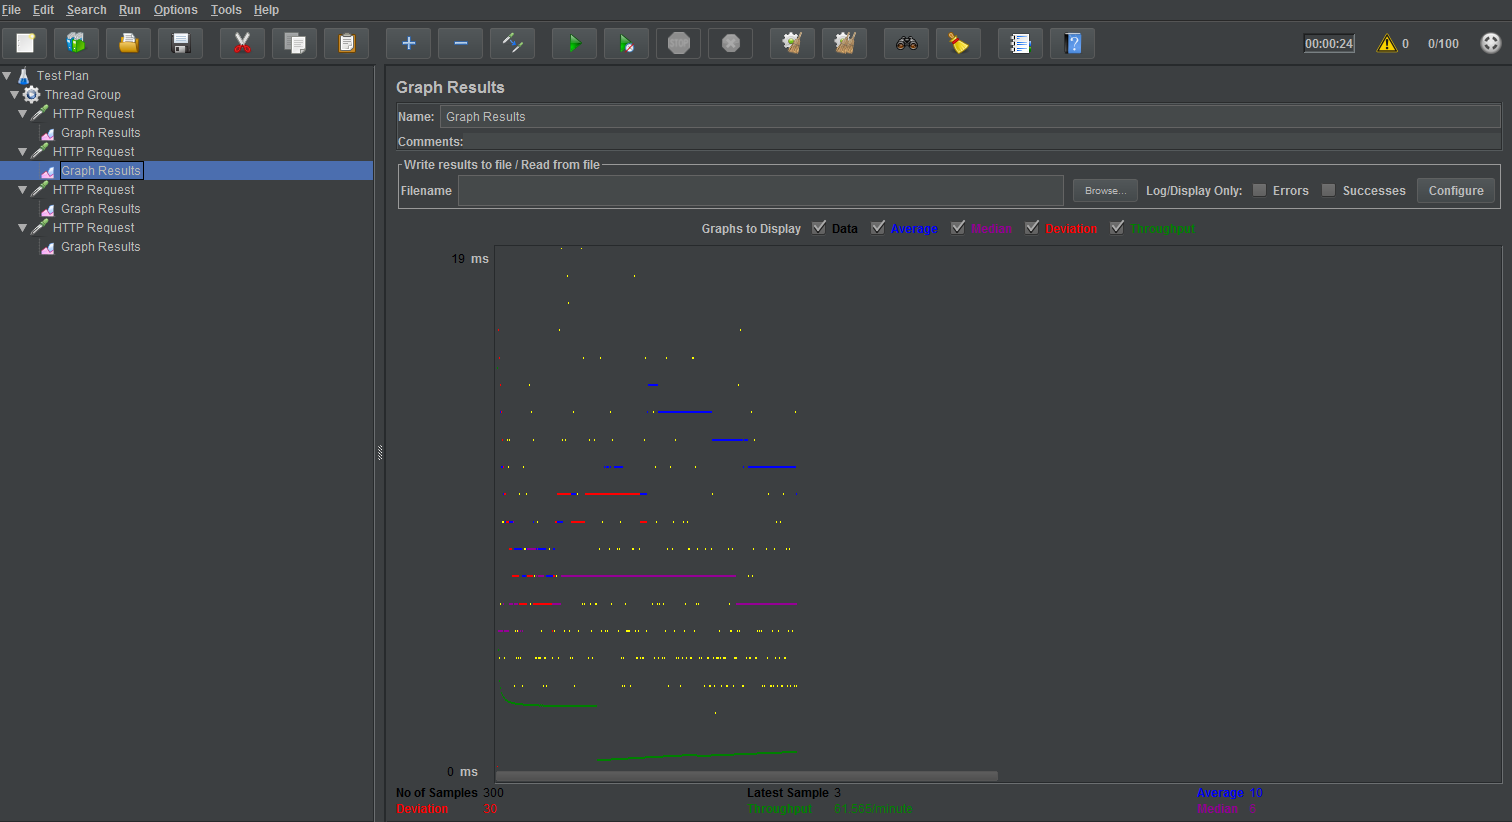 File Edit Search Run Options Tools Help
STOP
00:00:24 0 0/100
Test Plan
Thread Group
HTTP Request
Graph Results
HTTP Request
Graph Results
HTTP Request
Graph Results
HTTP Request
Graph Results
Graph Results
Name: Graph Results
Comments:
Write results to file / Read from file
Filename Browse... Log/Display Only: Errors Successes Configure
Graphs to Display Data Average Median Deviation Throughput
19 ms
0 ms
No of Samples 300 Latest Sample 3 Average 10
Deviation 30 Throughput 61.565/minute Median 6